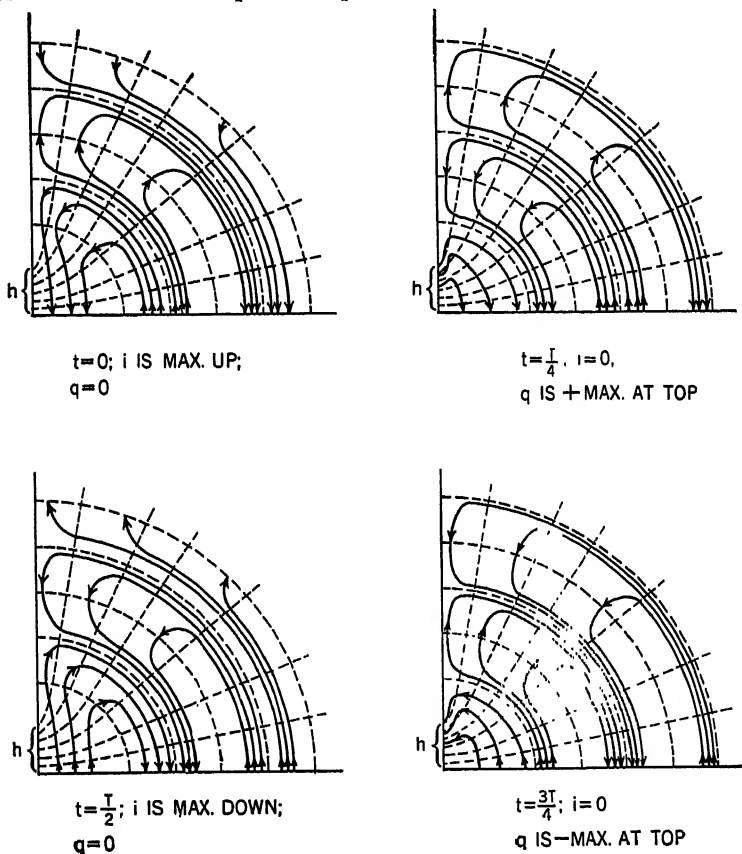 h
t=0; i IS MAX. UP;
q=0
h
t=T/4. i=0,
q IS +MAX. AT TOP
h
t=T/2; i IS MAX. DOWN;
q=0
h
t=3T/4; i=0
q IS-MAX. AT TOP